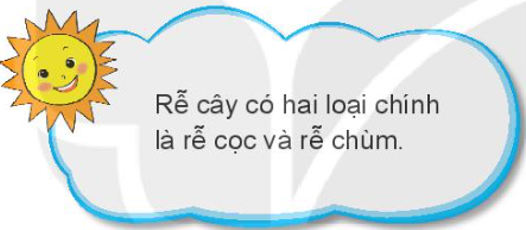 Rễ cây có hai loại chính
là rễ cọc và rễ chùm.